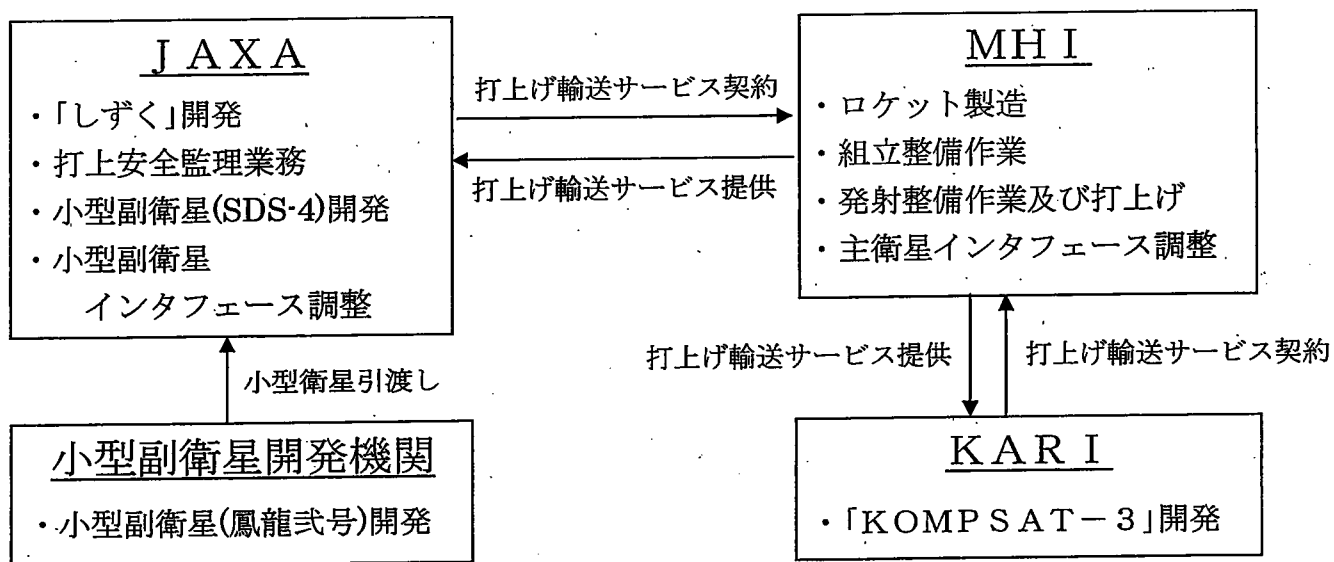 ＪＡＸＡ
・「しずく」開発
・打上安全監理業務
・小型副衛星(SDS-4)開発
・小型副衛星
インタフェース調整
打上げ輸送サービス契約
打上げ輸送サービス提供
ＭＨＩ
・ロケット製造
・組立整備作業
・発射整備作業及び打上げ
・主衛星インタフェース調整
小型衛星引渡し
打上げ輸送サービス提供
打上げ輸送サービス契約
小型副衛星開発機関
・小型副衛星(鳳龍弐号)開発
ＫＡＲＩ
・「ＫＯＭＰＳＡＴ－３」開発